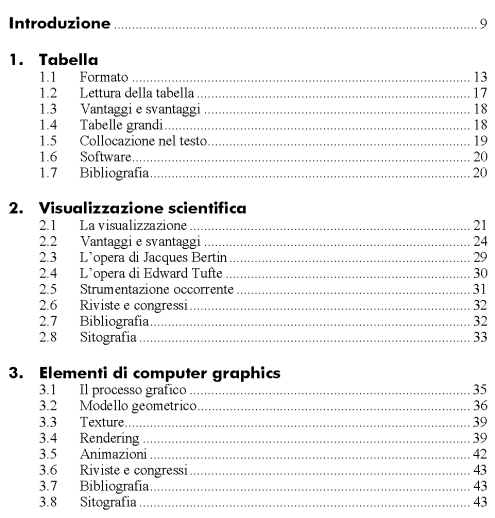 Introduzione ........ 9
1. Tabella
1.1 Formato ........ 13
1.2 Lettura della tabella ........ 17
1.3 Vantaggi e svantaggi ........ 18
1.4 Tabelle grandi ........ 18
1.5 Collocazione nel testo ........ 19
1.6 Software ........ 20
1.7 Bibliografia ........ 20
2. Visualizzazione scientifica
2.1 La visualizzazione ........ 21
2.2 Vantaggi e svantaggi ........ 24
2.3 L'opera di Jacques Bertin ........ 29
2.4 L'opera di Edward Tufte ........ 30
2.5 Strumentazione occorrente ........ 31
2.6 Riviste e congressi ........ 32
2.7 Bibliografia ........ 32
2.8 Sitografia ........ 33
3. Elementi di computer graphics
3.1 Il processo grafico ........ 35
3.2 Modello geometrico ........ 36
3.3 Texture ........ 39
3.4 Rendering ........ 39
3.5 Animazioni ........ 42
3.6 Riviste e congressi ........ 43
3.7 Bibliografia ........ 43
3.8 Sitografia ........ 43